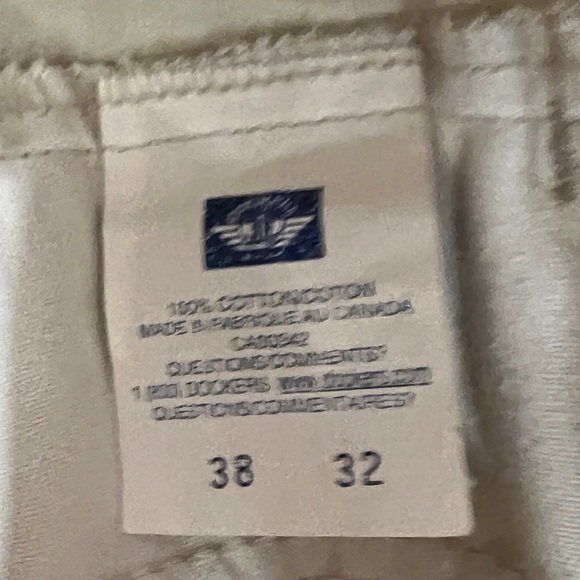 100% COTTON/COTON
MADE & FABRIQUE AU CANADA
CA00342
QUESTIONS/COMMENTS?
1 800 DOCKERS www.dockers.com
QUESTIONS/COMMENTAIRES?
38 32